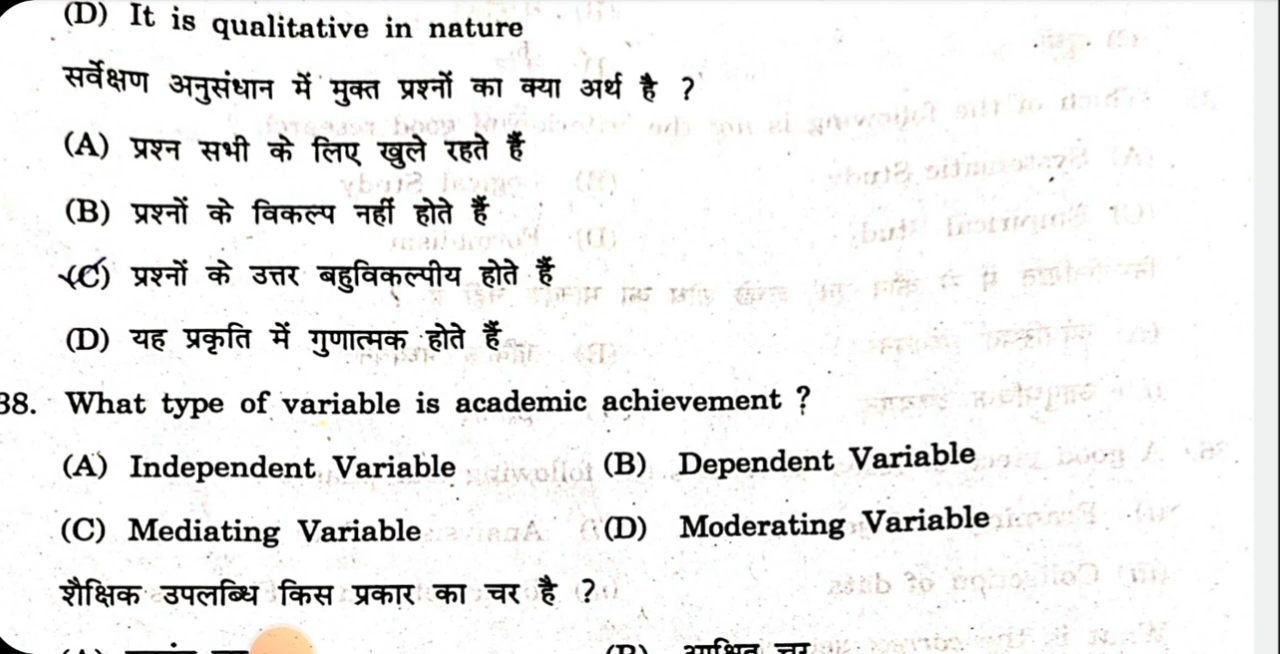 (D) It is qualitative in nature
सर्वेक्षण अनुसंधान में मुक्त प्रश्नों का क्या अर्थ है ?
(A) प्रश्न सभी के लिए खुले रहते हैं
(B) प्रश्नों के विकल्प नहीं होते हैं
(C) प्रश्नों के उत्तर बहुविकल्पीय होते हैं
(D) यह प्रकृति में गुणात्मक होते हैं
38. What type of variable is academic achievement ?
(A) Independent Variable (B) Dependent Variable
(C) Mediating Variable (D) Moderating Variable
शैक्षिक उपलब्धि किस प्रकार का चर है ?
(B) आश्रित चर